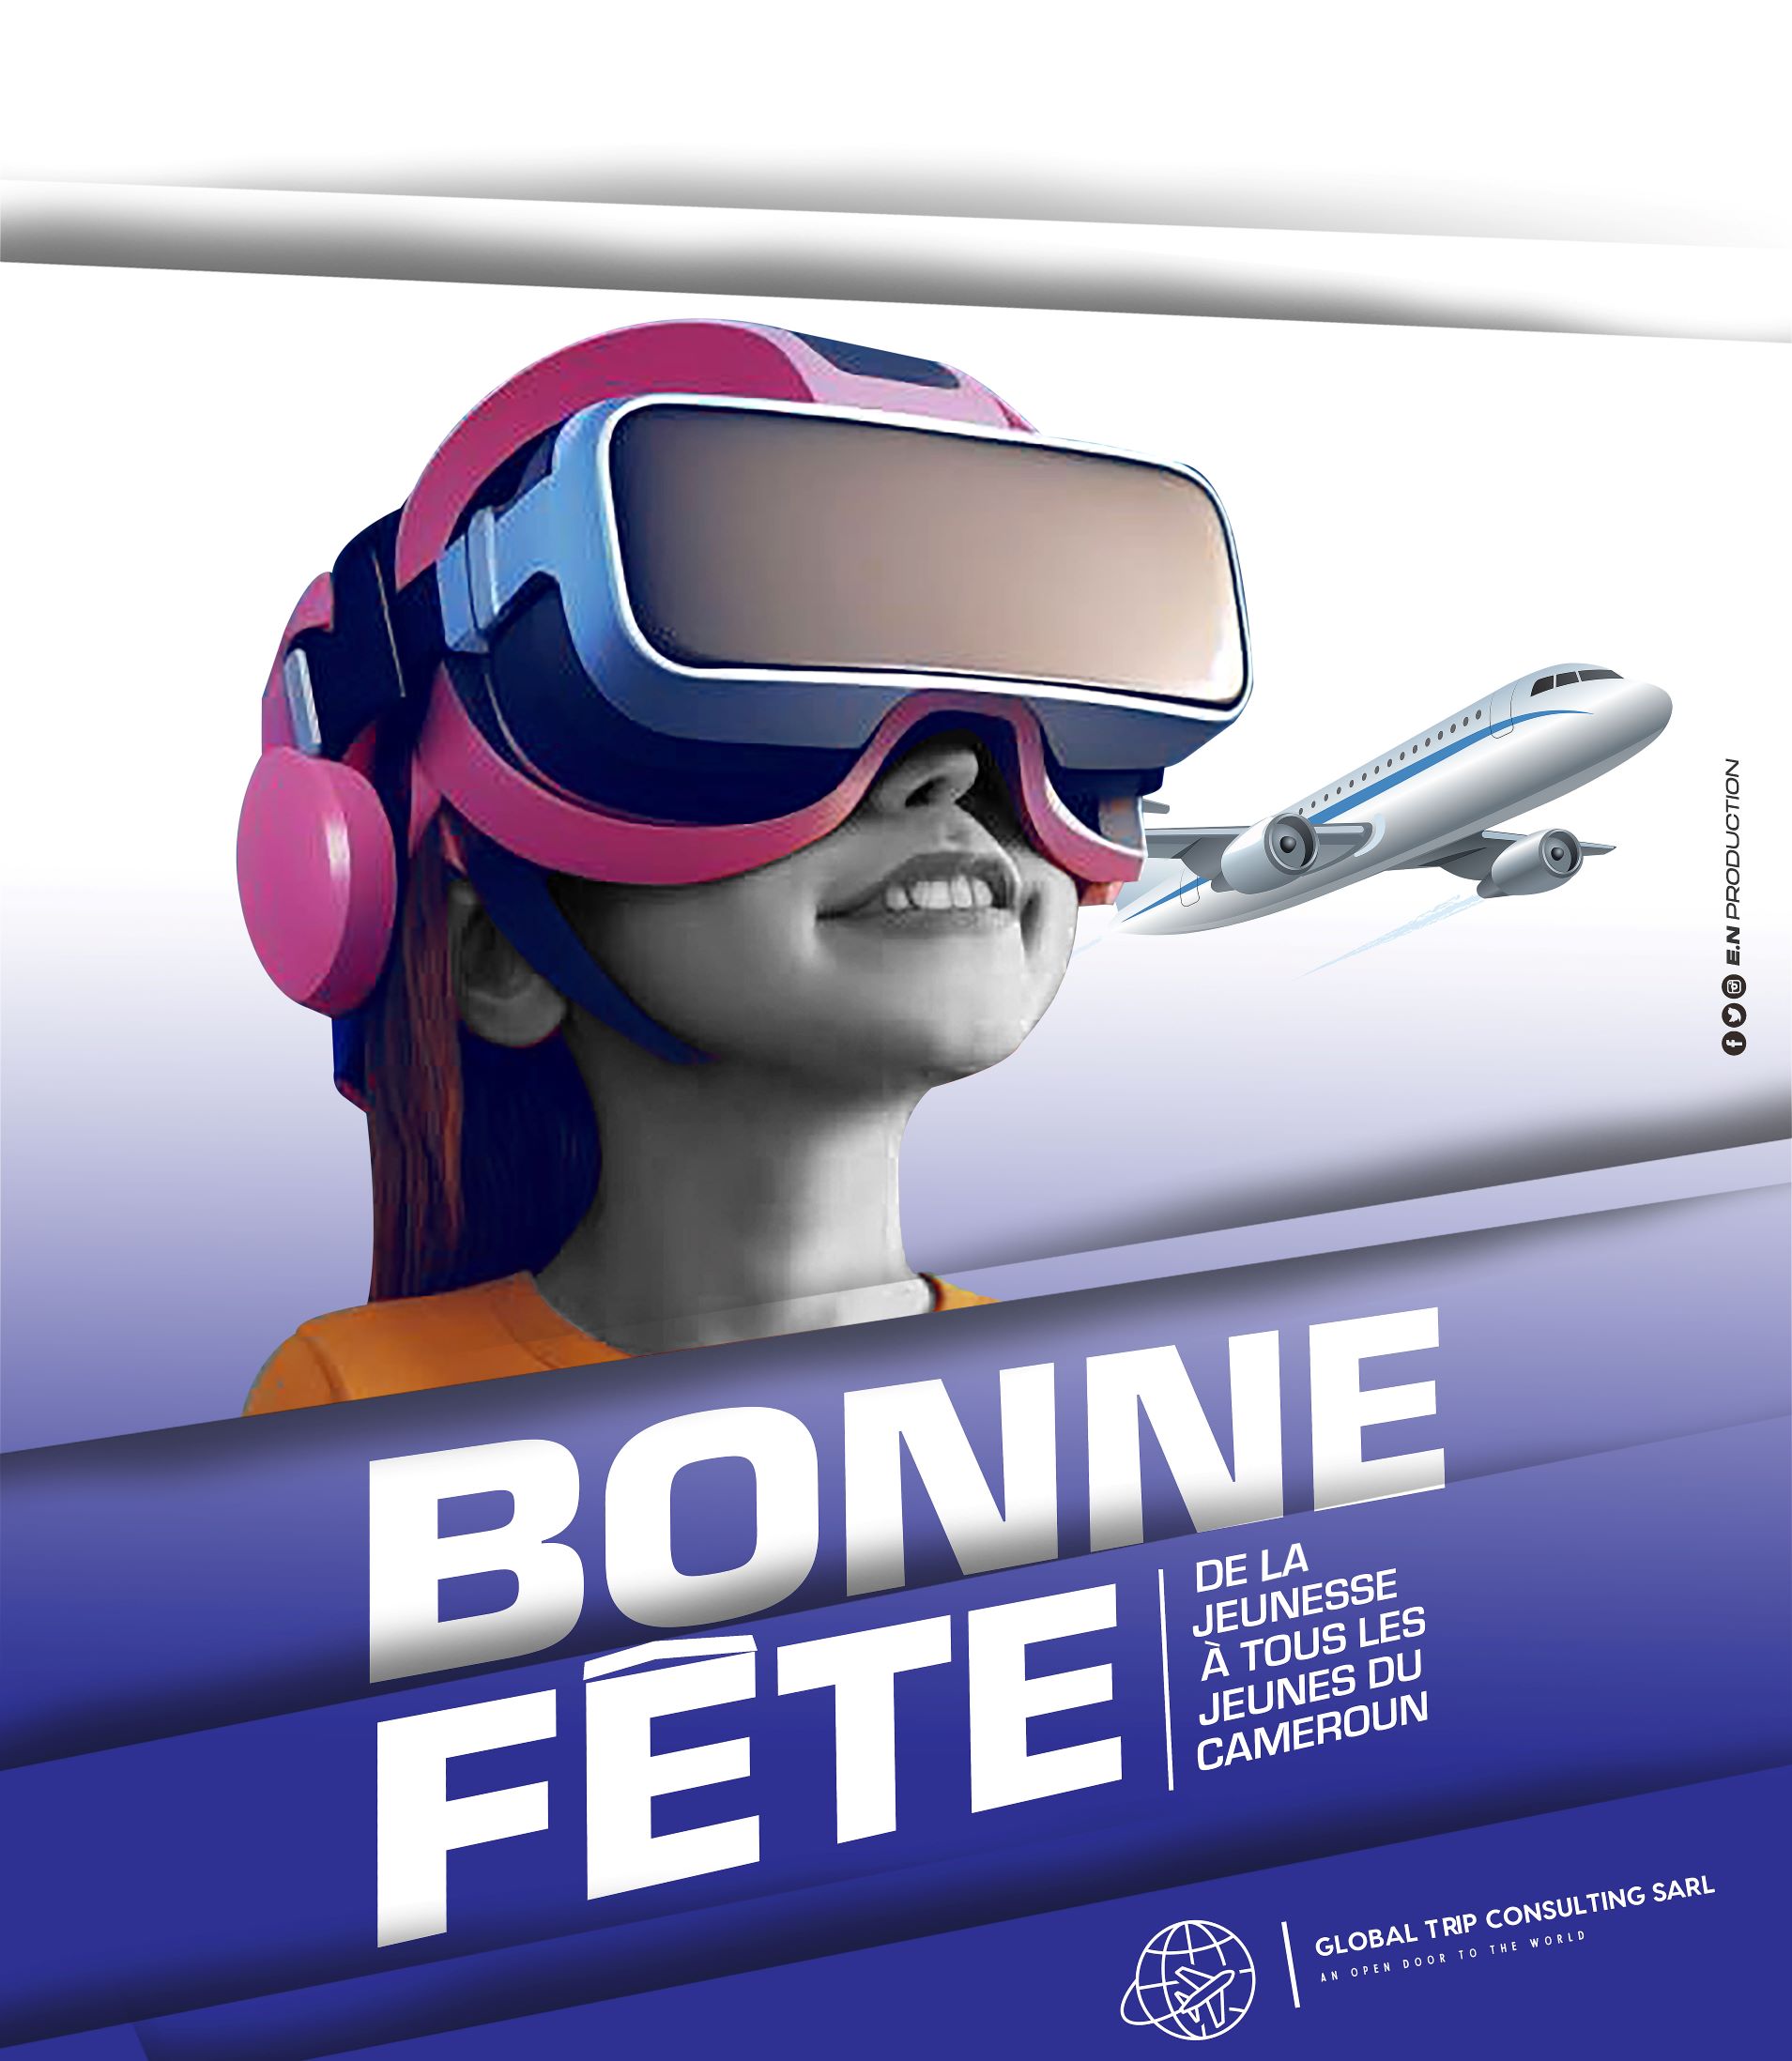 E.N PRODUCTION
BONNE
FÊTE
DE LA
JEUNESSE
À TOUS LES
JEUNES DU
CAMEROUN
GLOBAL TRIP CONSULTING SARL
AN OPEN DOOR TO THE WORLD